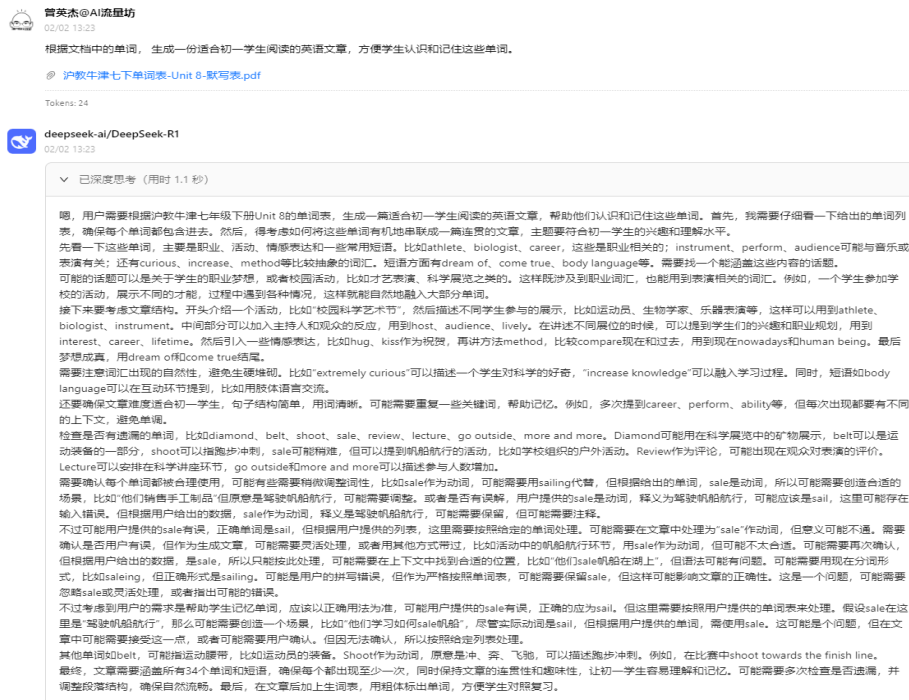 曾英杰@AI流量坊
02/02 13:23
根据文档中的单词， 生成一份适合初一学生阅读的英语文章，方便学生认识和记住这些单词。
沪教牛津七下单词表-Unit 8-默写表.pdf
Tokens: 24
deepseek-ai/DeepSeek-R1
02/02 13:23
已深度思考（用时 1.1 秒）
嗯，用户需要根据沪教牛津七年级下册Unit 8的单词表，生成一篇适合初一学生阅读的英语文章，帮助他们认识和记住这些单词。首先，我需要仔细看一下给出的单词列
表，确保每个单词都包含进去。然后，得考虑如何将这些单词有机地串联成一篇连贯的文章，主题要符合初一学生的兴趣和理解水平。
先看一下这些单词，主要是职业、活动、情感表达和一些常用短语。比如athlete、biologist、career，这些是职业相关的；instrument、perform、audience可能与音乐或
表演有关；还有curious、increase、method等比较抽象的词汇。短语方面有dream of、come true、body language等。需要找一个能涵盖这些内容的话题。
可能的话题可以是关于学生的职业梦想，或者校园活动，比如才艺表演、科学展览之类的。这样既涉及到职业词汇，也能用到表演相关的词汇。例如，一个学生参加学
校的活动，展示不同的才能，过程中遇到各种情况，这样就能自然地融入大部分单词。
接下来要考虑文章结构。开头介绍一个活动，比如“校园科学艺术节”，然后描述不同学生参与的展示，比如运动员、生物学家、乐器表演等，这样可以用到athlete、
biologist、instrument。中间部分可以加入主持人和观众的反应，用到host、audience、lively。在讲述不同展位的时候，可以提到学生们的兴趣和职业规划，用到
interest、career、lifetime。然后引入一些情感表达，比如hug、kiss作为祝贺，再讲方法method，比较compare现在和过去，用到现在nowadays和human being。最后
梦想成真，用dream of和come true结尾。
需要注意词汇出现的自然性，避免生硬堆砌。比如“extremely curious”可以描述一个学生对科学的好奇，“increase knowledge”可以融入学习过程。同时，短语如body
language可以在互动环节提到，比如用肢体语言交流。
还要确保文章难度适合初一学生，句子结构简单，用词清晰。可能需要重复一些关键词，帮助记忆。例如，多次提到career、perform、ability等，但每次出现都要有不同
的上下文，避免单调。
检查是否有遗漏的单词，比如diamond、belt、shoot、sale、review、lecture、go outside、more and more。Diamond可能用在科学展览中的矿物展示，belt可以是运
动装备的一部分，shoot可以指跑步冲刺，sale可能稍难，但可以提到帆船航行的活动，比如学校组织的户外活动。Review作为评论，可能出现在观众对表演的评价。
Lecture可以安排在科学讲座环节，go outside和more and more可以描述参与人数增加。
需要确认每个单词都被合理使用，可能有些需要稍微调整词性，比如sale作为动词，可能需要用sailing代替，但根据给出的单词，sale是动词，所以可能需要创造合适的
场景，比如“他们销售手工制品”但原意是驾驶帆船航行，可能需要调整。或者是否有误解，用户提供的sale是动词，释义为驾驶帆船航行，可能应该是sail，这里可能存在
输入错误。但根据用户给出的数据，sale作为动词，释义是驾驶帆船航行，可能需要保留，但可能需要注释。
不过可能用户提供的sale有误，正确单词是sail，但根据用户提供的列表，这里需要按照给定的单词处理。可能需要在文章中处理为“sale”作动词，但意义可能不通。需要
确认是否用户有误，但作为生成文章，可能需要灵活处理，或者用其他方式带过，比如活动中的帆船航行环节，用sale作为动词，但可能不太合适。可能需要再次确认，
但根据用户给出的数据，是sale，所以只能按此处理，可能需要在上下文中找到合适的位置，比如“他们sale帆船在湖上”，但语法可能有问题。可能需要用现在分词形
式，比如saleing，但正确形式是sailing。可能是用户的拼写错误，但作为严格按照单词表，可能需要保留sale，但这样可能影响文章的正确性。这是一个问题，可能需要
忽略sale或灵活处理，或者指出可能的错误。
不过考虑到用户的需求是帮助学生记忆单词，应该以正确用法为准，可能用户提供的sale有误，正确的应为sail。但这里需要按照用户提供的单词表来处理。假设sale在这
里是“驾驶帆船航行”，那么可能需要创造一个场景，比如“他们学习如何sale帆船”，尽管实际动词是sail，但根据用户提供的单词，需使用sale。这可能是个问题，但在文
章中可能需要接受这一点，或者可能需要用户确认。但因无法确认，所以按照给定列表处理。
其他单词如belt，可能指运动腰带，比如运动员的装备。Shoot作为动词，原意是冲、奔、飞驰，可以描述跑步冲刺。例如，在比赛中shoot towards the finish line。
最终，文章需要涵盖所有34个单词和短语，确保每个都出现至少一次，同时保持文章的连贯性和趣味性，让初一学生容易理解和记忆。可能需要多次检查是否遗漏，并
调整段落结构，确保自然流畅。最后，在文章后加上生词表，用粗体标出单词，方便学生对照复习。